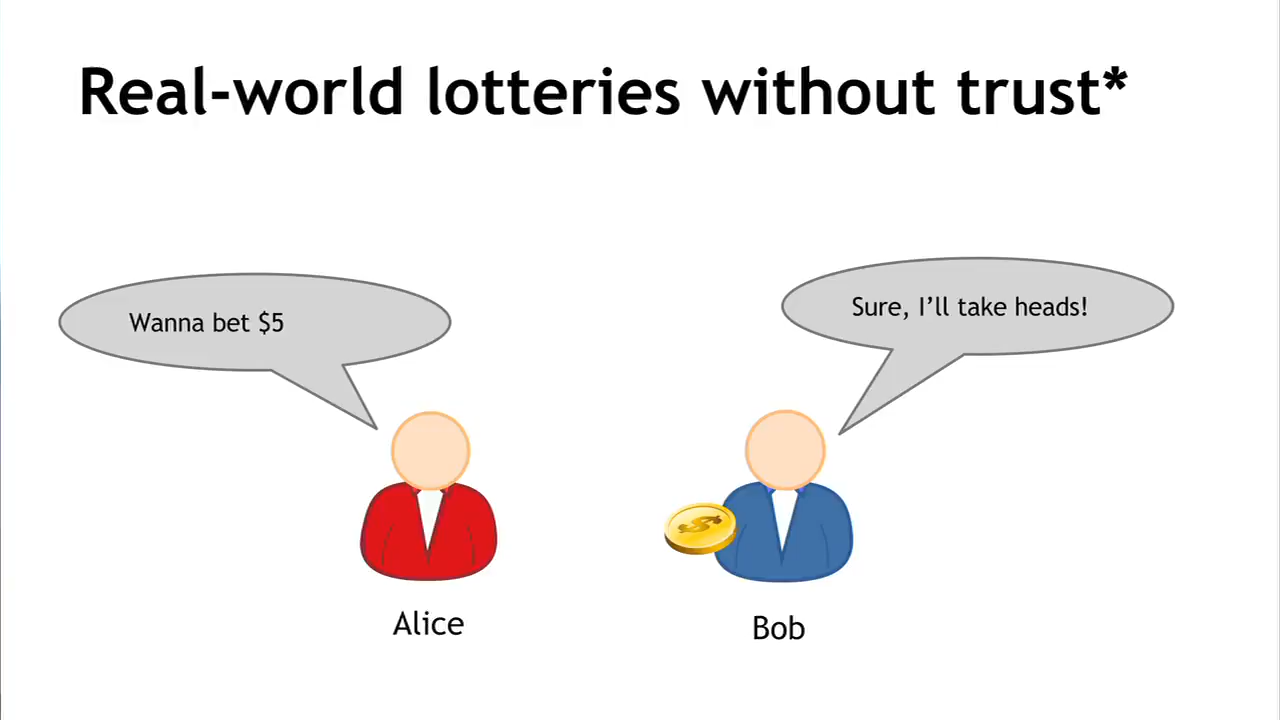 Real-world lotteries without trust*
Wanna bet $5
Sure, I'll take heads!
Alice
Bob